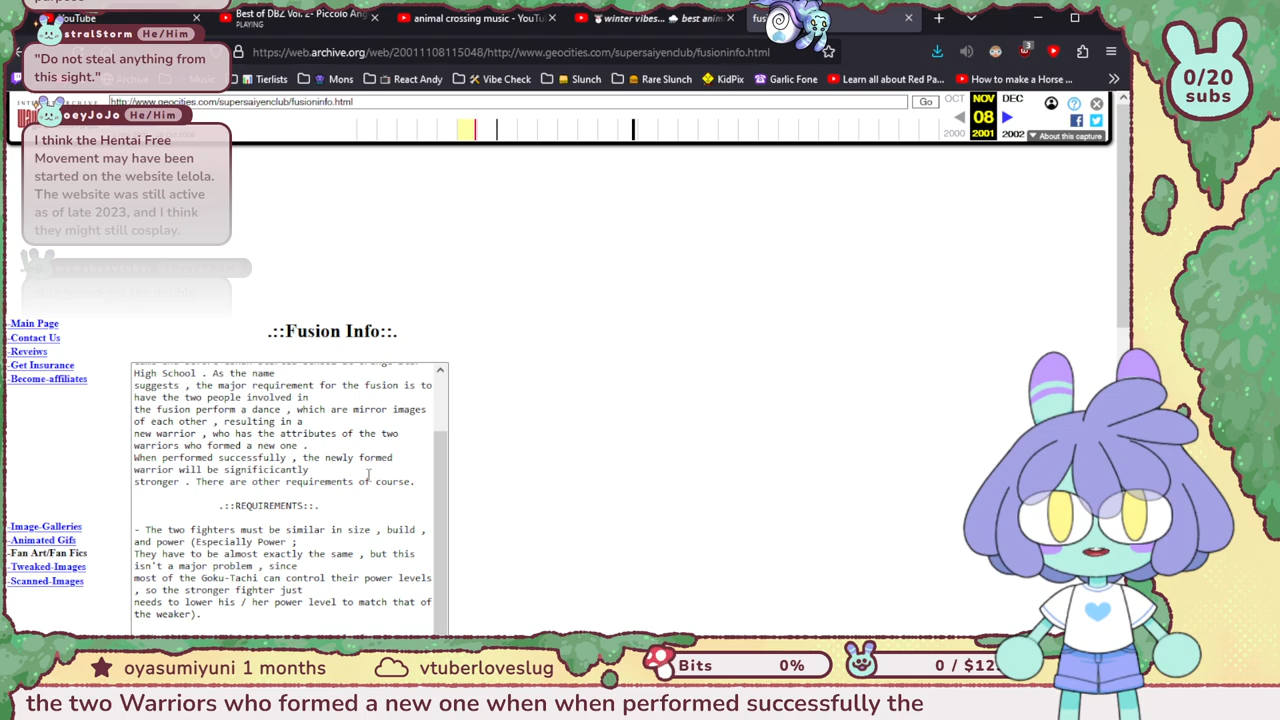 YouTube
Best of DBZ Vol. 2- Piccolo Ang
PLAYING
animal crossing music - YouTu
winter vibes... best anim
fus
https://web.archive.org/web/20011108115048/http://www.geocities.com/supersaiyenclub/fusioninfo.html
3
Archive
Music
Tierlists
Mons
React Andy
Vibe Check
Slunch
Rare Slunch
KidPix
Garlic Fone
Learn all about Red Pa...
How to make a Horse ...
http://www.geocities.com/supersaiyenclub/fusioninfo.html
Go
OCT
NOV
DEC
08
2000
2001
2002
About this capture
stralStorm He/Him
"Do not steal anything from
this sight."
oeyJoJo He/Him
I think the Hentai Free
Movement may have been
started on the website lelola.
The website was still active
as of late 2023, and I think
they might still cosplay.
0/20
subs
-Main Page
-Contact Us
-Reveiws
-Get Insurance
-Become-affiliates
-Image-Galleries
-Animated Gifs
-Fan Art/Fan Fics
-Tweaked-Images
-Scanned-Images
.::Fusion Info::.
High School . As the name
suggests , the major requirement for the fusion is to
have the two people involved in
the fusion perform a dance , which are mirror images
of each other , resulting in a
new warrior , who has the attributes of the two
warriors who formed a new one .
When performed successfully , the newly formed
warrior will be significicantly
stronger . There are other requirements of course.
.::REQUIREMENTS::.
- The two fighters must be similar in size , build ,
and power (Especially Power ;
They have to be almost exactly the same , but this
isn't a major problem , since
most of the Goku-Tachi can control their power levels
, so the stronger fighter just
needs to lower his / her power level to match that of
the weaker).
oyasumiyuni 1 months
vtuberloveslug
Bits 0%
0 / $12
the two Warriors who formed a new one when when performed successfully the